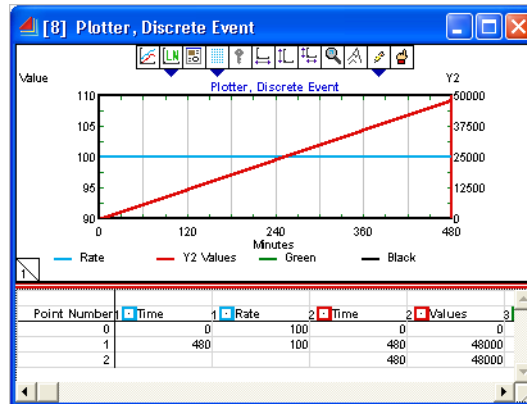 [8] Plotter, Discrete Event
LN
Value Plotter, Discrete Event Y2
110 50000
105 37500
100 25000
95 12500
90 0
0 120 240 360 480
Minutes
Rate Y2 Values Green Black
1
Point Number 1 Time 1 Rate 2 Time 2 Values 3
0 0 100 0 0
1 480 100 480 48000
2 480 48000